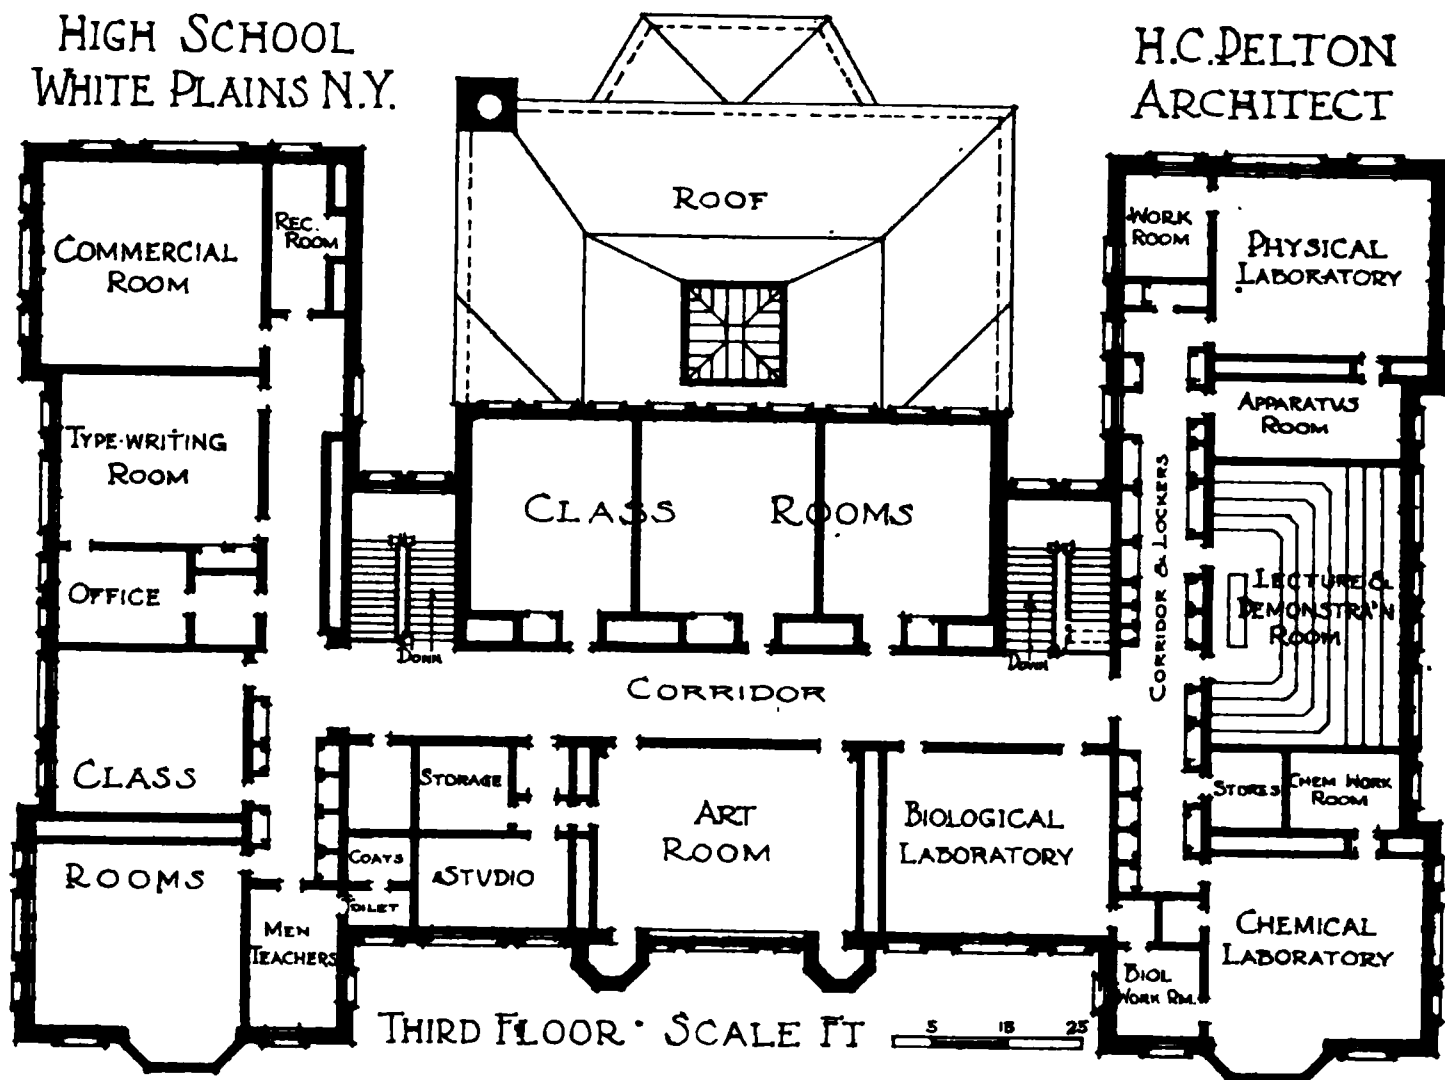 HIGH SCHOOL
WHITE PLAINS N.Y.
H.C. PELTON
ARCHITECT
COMMERCIAL
ROOM
REC.
ROOM
ROOF
WORK
ROOM
PHYSICAL
LABORATORY
TYPE-WRITING
ROOM
APPARATUS
ROOM
CLASS ROOMS
CORRIDOR & LOCKERS
OFFICE
LECTURE &
DEMONSTRA'N
ROOM
DOWN
DOWN
CORRIDOR
CLASS
ROOMS
STORAGE
STUDIO
COATS
TOILET
MEN
TEACHERS
ART
ROOM
BIOLOGICAL
LABORATORY
STORES
CHEM WORK
ROOM
CHEMICAL
LABORATORY
BIOL
WORK RM.
THIRD FLOOR · SCALE FT
5 15 25